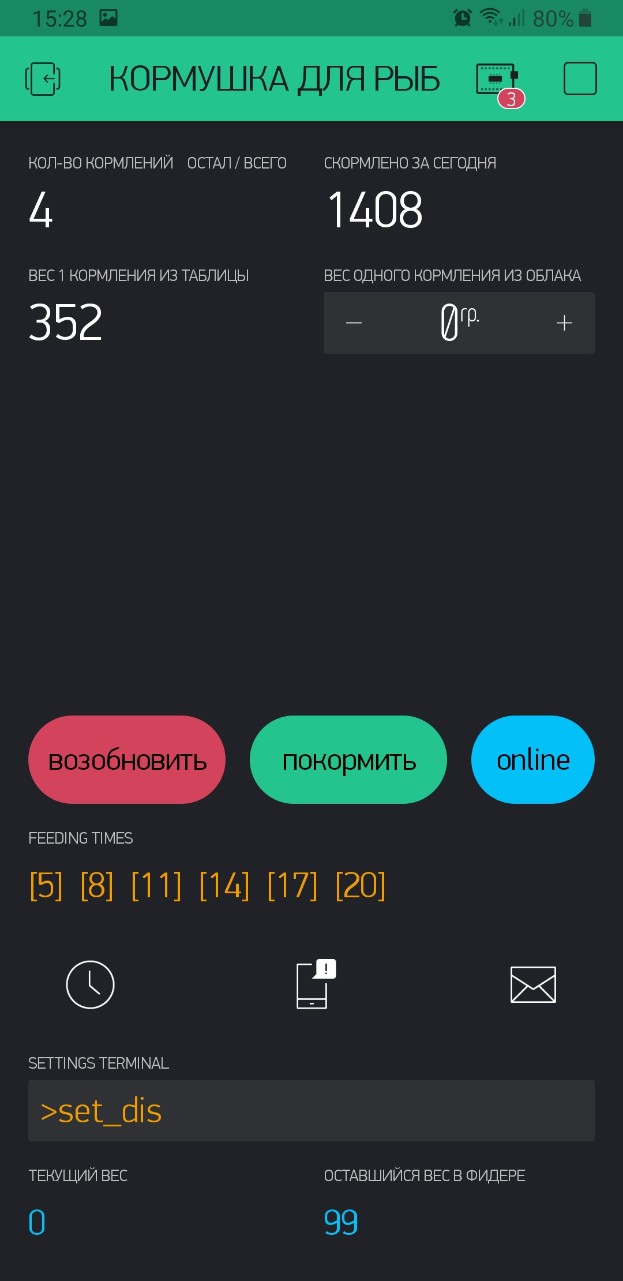 15:28 80%
КОРМУШКА ДЛЯ РЫБ 3
КОЛ-ВО КОРМЛЕНИЙ ОСТАЛ / ВСЕГО СКОРМЛЕНО ЗА СЕГОДНЯ
4 1408
ВЕС 1 КОРМЛЕНИЯ ИЗ ТАБЛИЦЫ ВЕС ОДНОГО КОРМЛЕНИЯ ИЗ ОБЛАКА
352 − 0 гр. +
возобновить покормить online
FEEDING TIMES
[5] [8] [11] [14] [17] [20]
!
SETTINGS TERMINAL
>set_dis
ТЕКУЩИЙ ВЕС ОСТАВШИЙСЯ ВЕС В ФИДЕРЕ
0 99